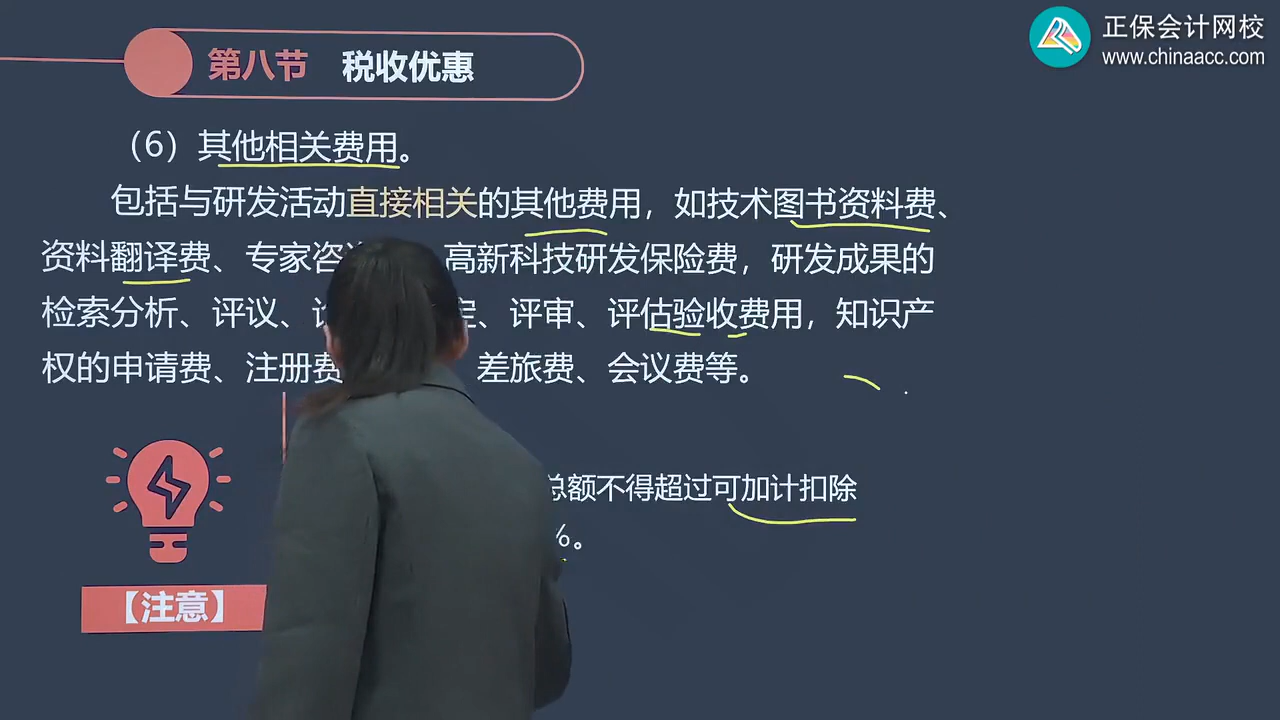 正保会计网校
www.chinaacc.com
第八节 税收优惠
（6）其他相关费用。
包括与研发活动直接相关的其他费用，如技术图书资料费、
资料翻译费、专家咨 高新科技研发保险费，研发成果的
检索分析、评议、 、评审、评估验收费用，知识产
权的申请费、注册费 差旅费、会议费等。
总额不得超过可加计扣除
%。
【注意】